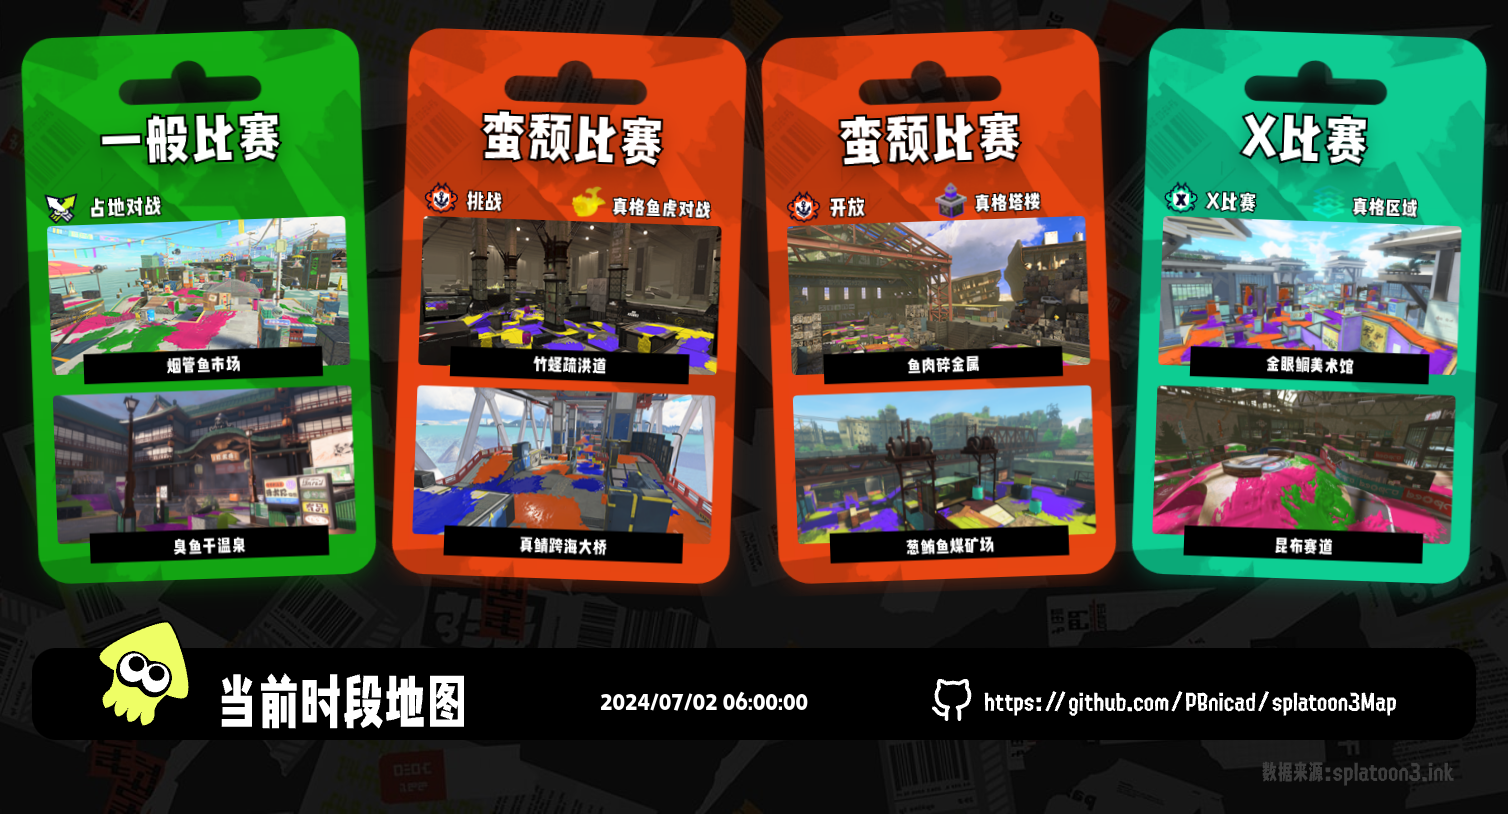 一般比赛
占地对战
烟管鱼市场
臭鱼干温泉
蛮颓比赛
挑战
真格鱼虎对战
竹蛏疏洪道
真鲭跨海大桥
蛮颓比赛
开放
真格塔楼
鱼肉碎金属
葱鲔鱼煤矿场
X比赛
X比赛
真格区域
金眼鲷美术馆
昆布赛道
当前时段地图
2024/07/02 06:00:00
https://github.com/PBnicad/splatoon3Map
数据来源:splatoon3.ink